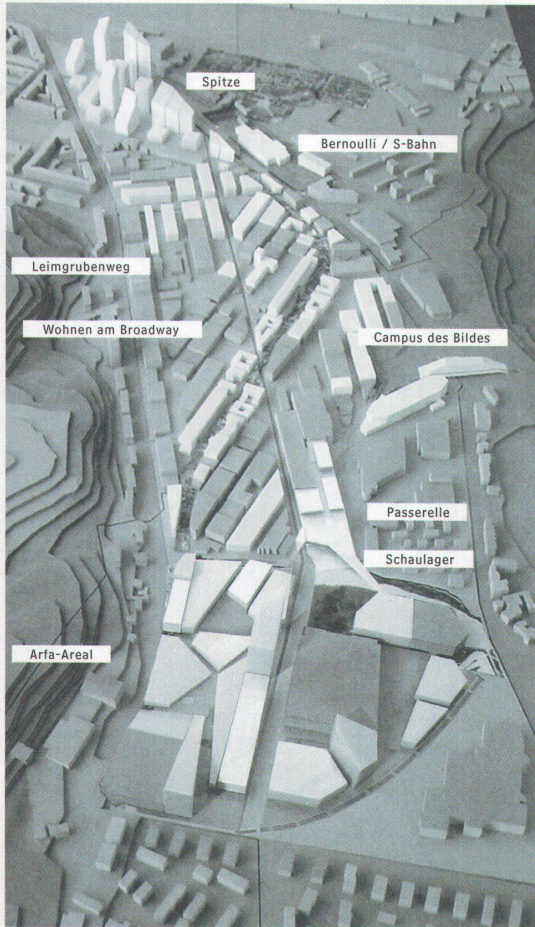 Spitze
Bernoulli / S-Bahn
Leimgrubenweg
Wohnen am Broadway
Campus des Bildes
Passerelle
Schaulager
Arfa-Areal